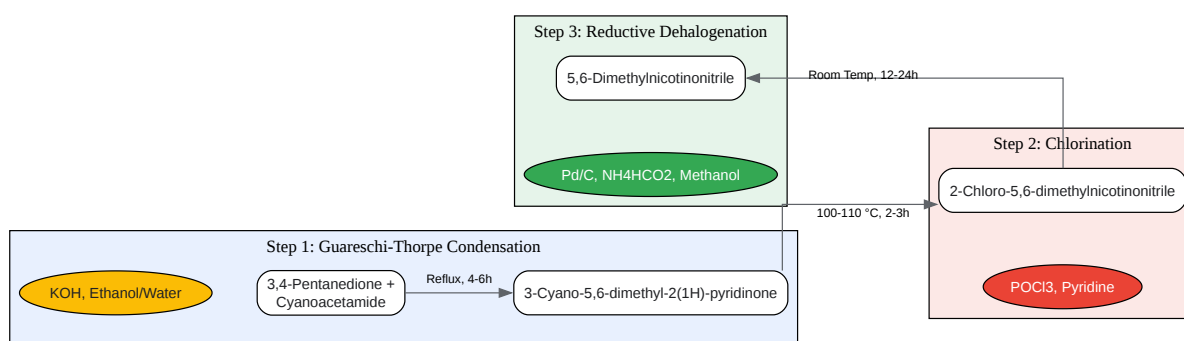 Step 1: Guareschi-Thorpe Condensation
KOH, Ethanol/Water
3,4-Pentanedione +
Cyanoacetamide
Reflux, 4-6h
3-Cyano-5,6-dimethyl-2(1H)-pyridinone
100-110 °C, 2-3h
Step 2: Chlorination
2-Chloro-5,6-dimethylnicotinonitrile
POCl3, Pyridine
Room Temp, 12-24h
Step 3: Reductive Dehalogenation
5,6-Dimethylnicotinonitrile
Pd/C, NH4HCO2, Methanol